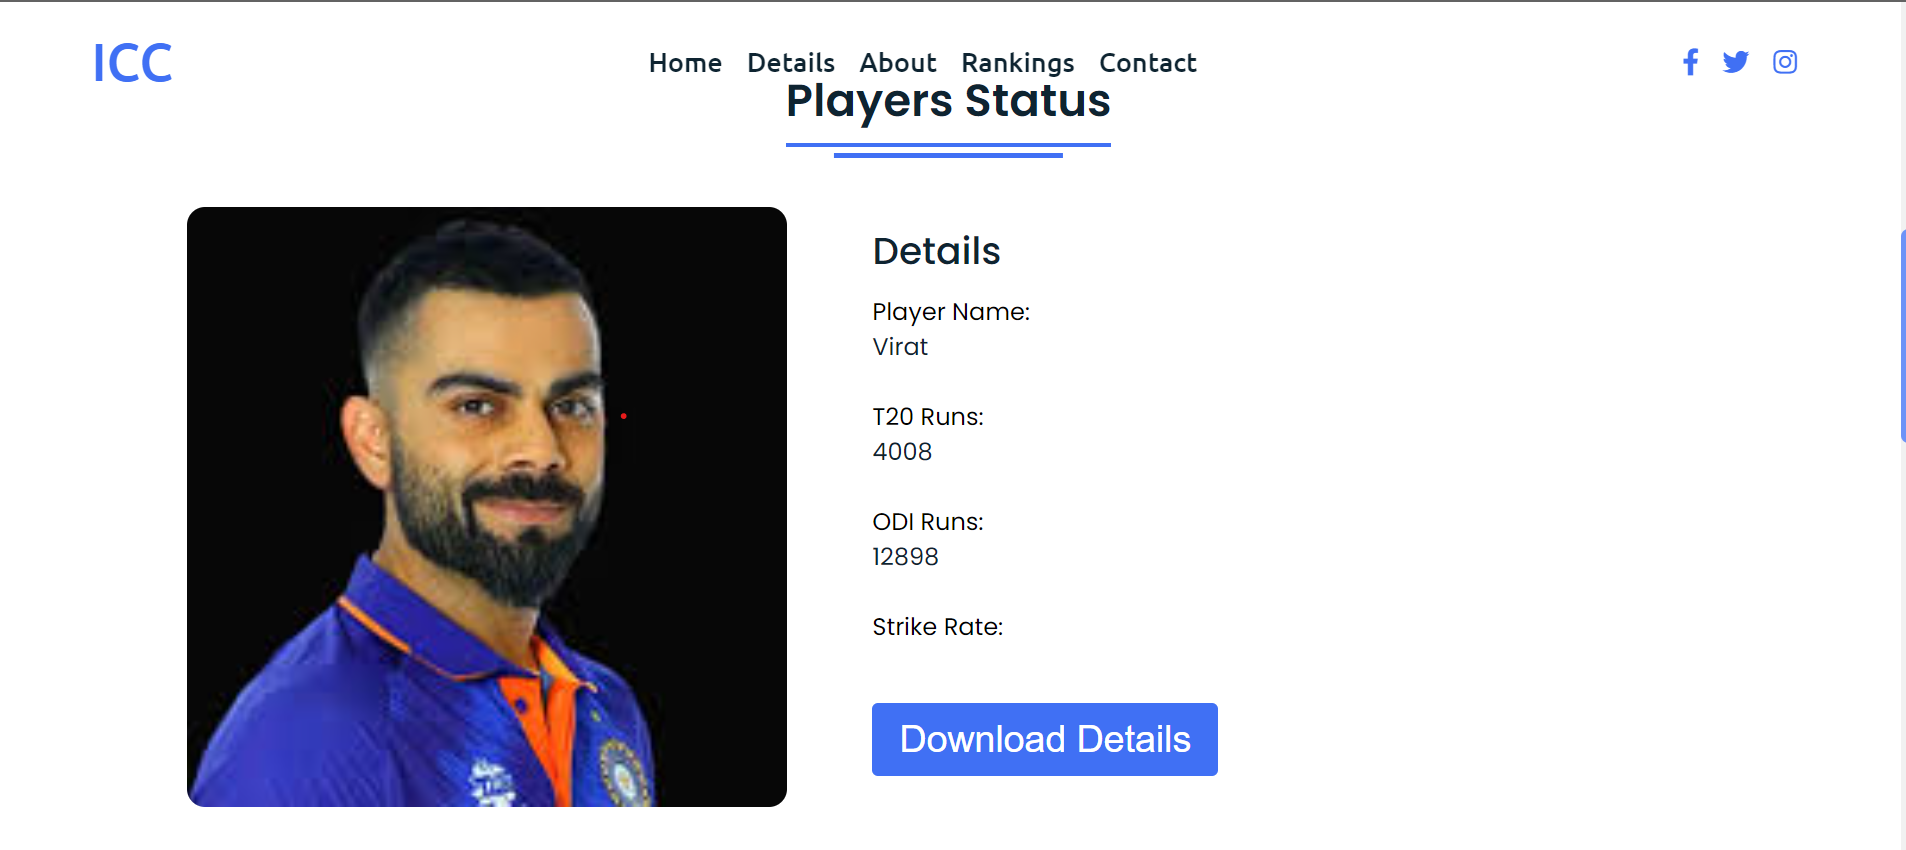 ICC
Home Details About Rankings Contact
Players Status
Details
Player Name:
Virat
T20 Runs:
4008
ODI Runs:
12898
Strike Rate:
Download Details